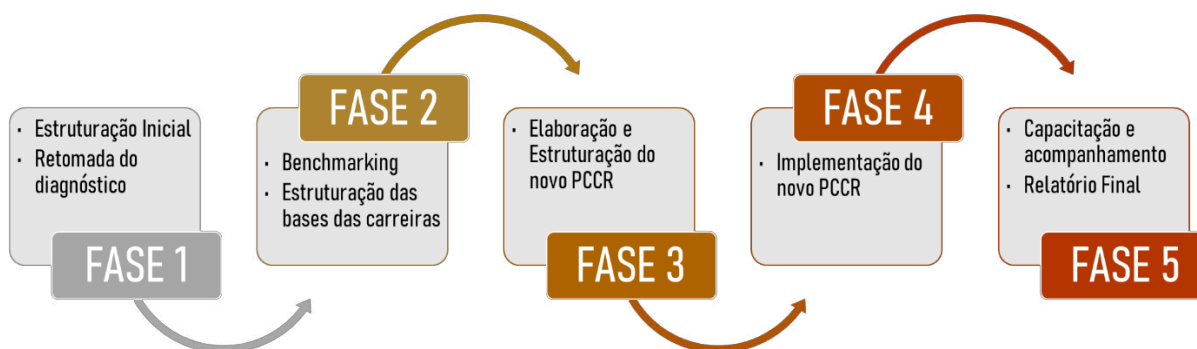 · Estruturação Inicial
· Retomada do
diagnóstico
FASE 1
FASE 2
· Benchmarking
· Estruturação das
bases das carreiras
· Elaboração e
Estruturação do
novo PCCR
FASE 3
FASE 4
· Implementação do
novo PCCR
· Capacitação e
acompanhamento
· Relatório Final
FASE 5